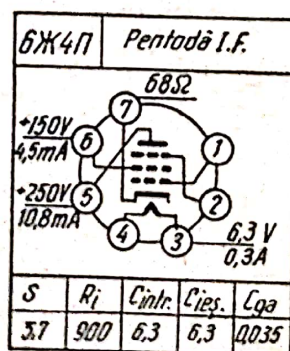 6Ж4П
Pentodă I.F.
68Ω
7
+150V
4,5mA
6
1
+250V
10,8mA
5
2
4
3
6,3 V
0,3A
S Ri Cintr. Cieș. Cga
5,7 900 6,3 6,3 0,035